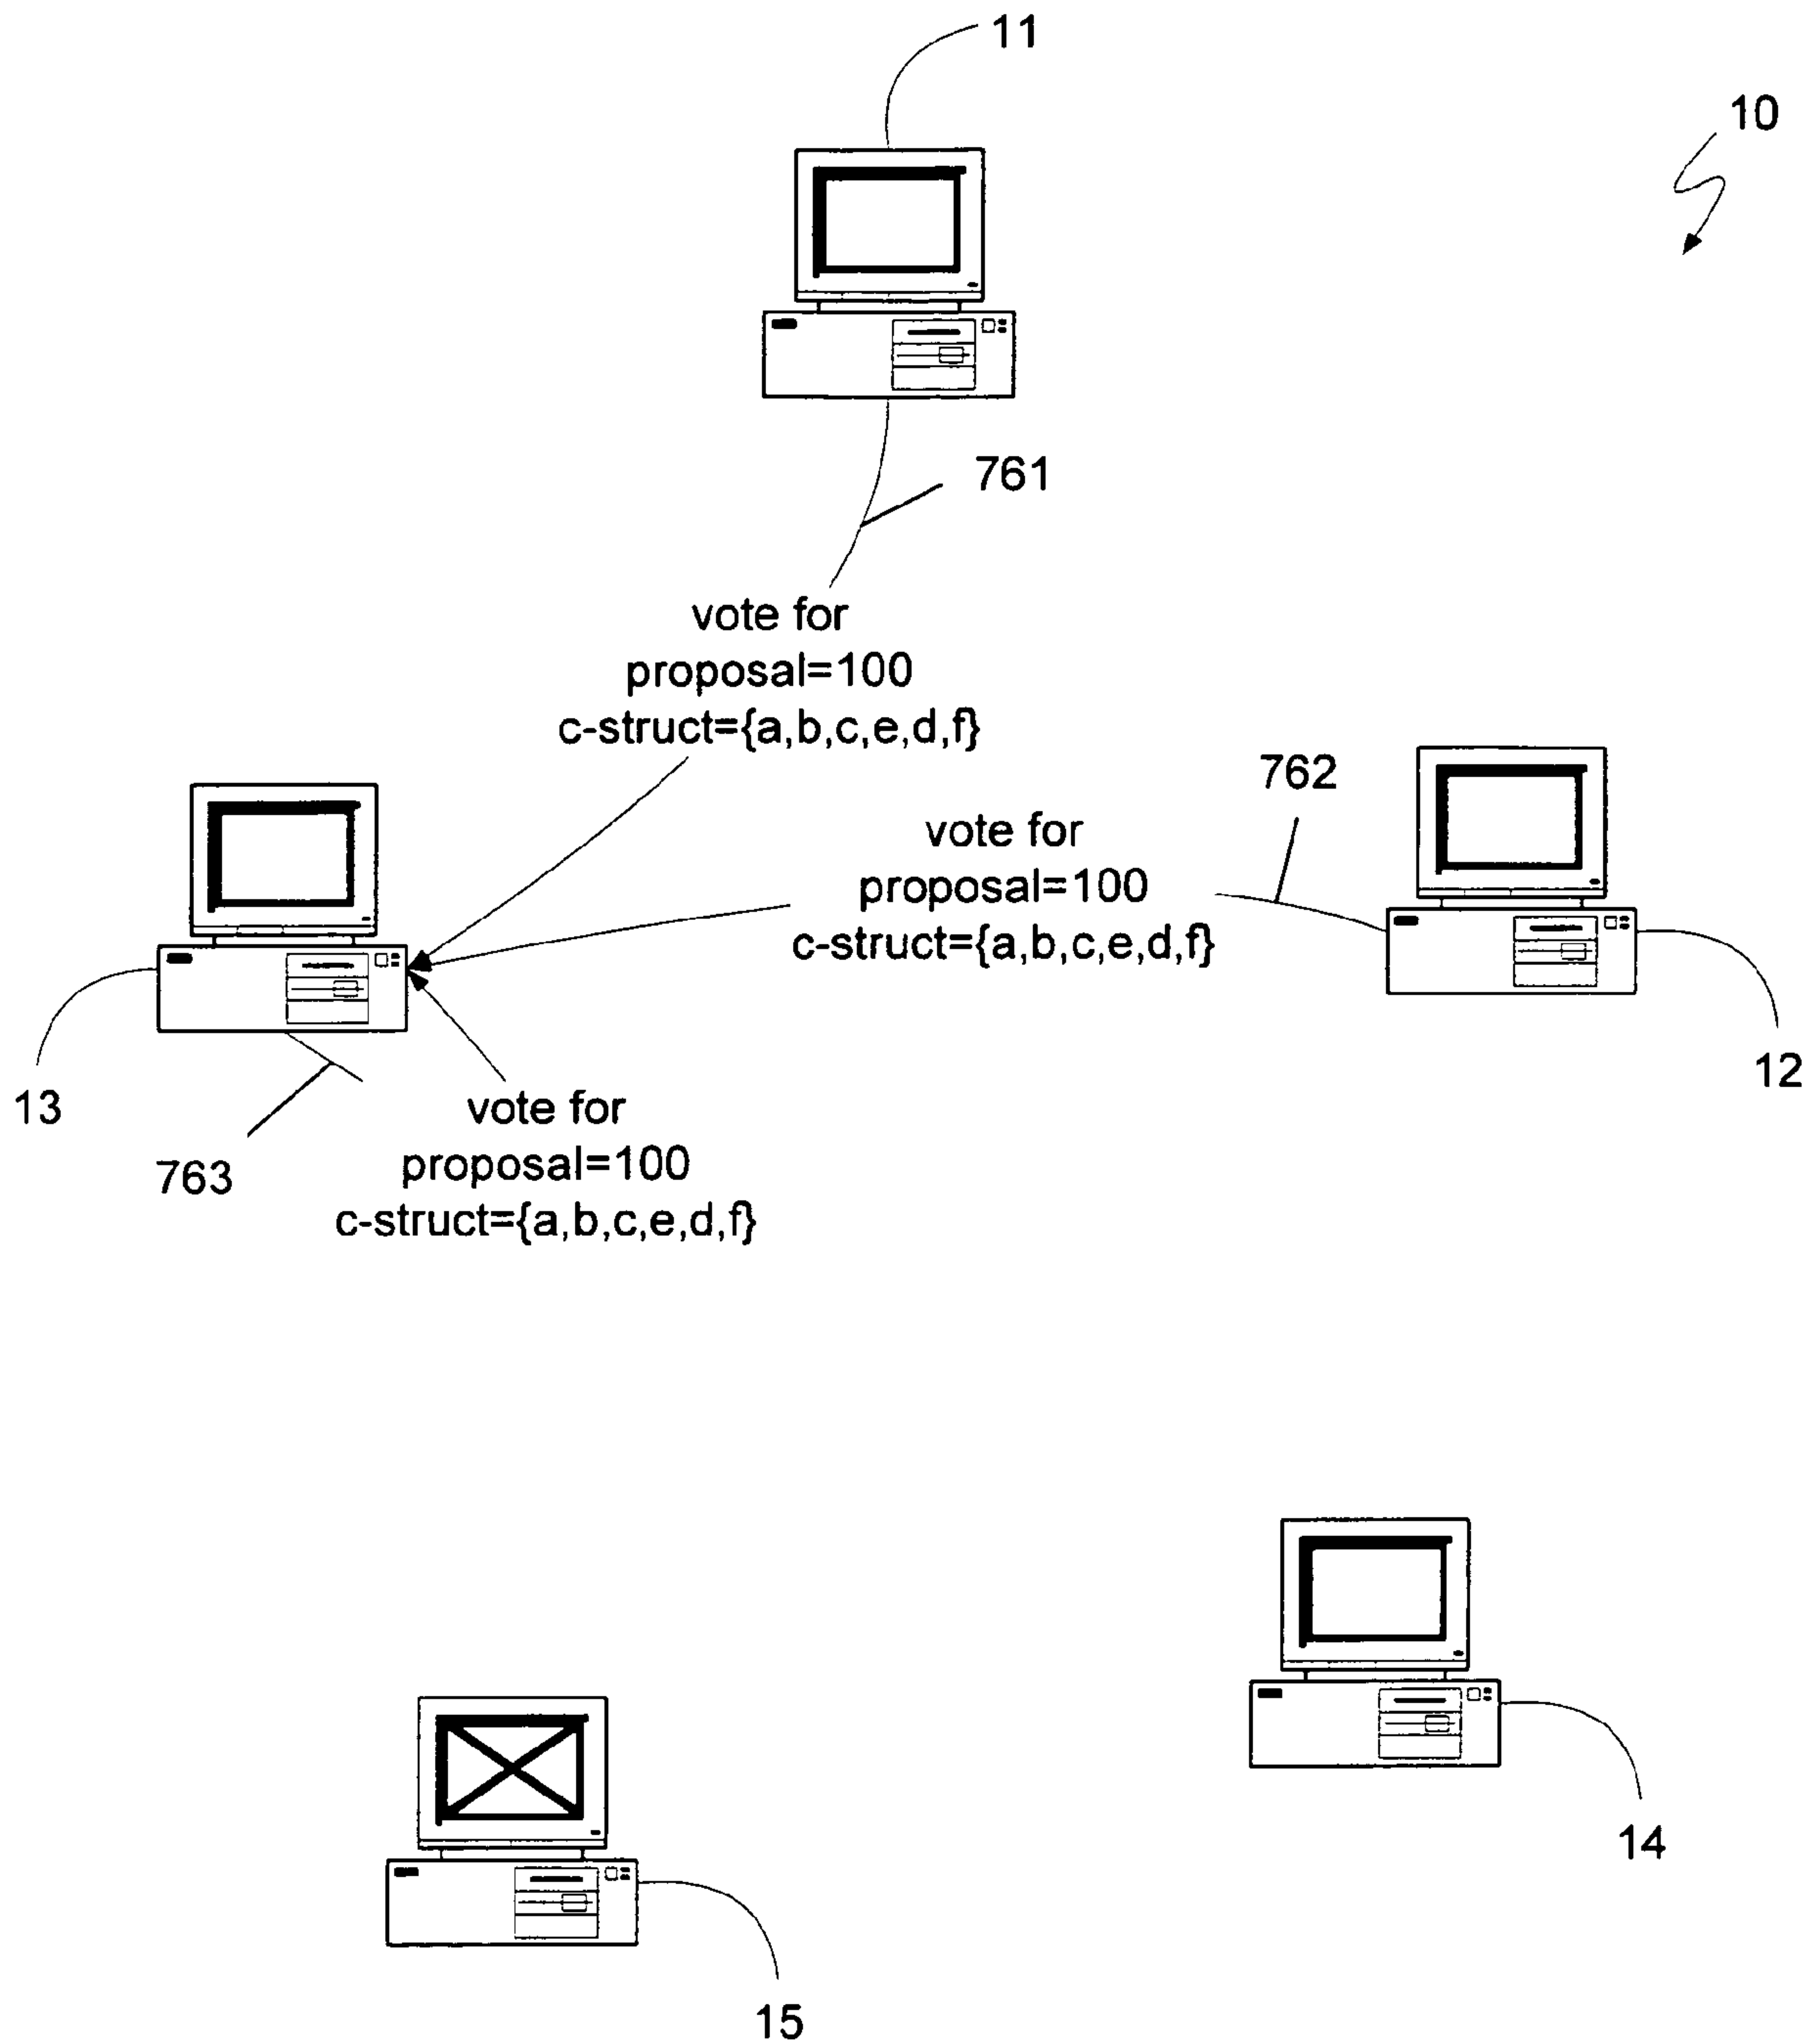 11
10
761
vote for
proposal=100
c-struct={a,b,c,e,d,f}
762
vote for
proposal=100
c-struct={a,b,c,e,d,f}
12
13
763
vote for
proposal=100
c-struct={a,b,c,e,d,f}
14
15